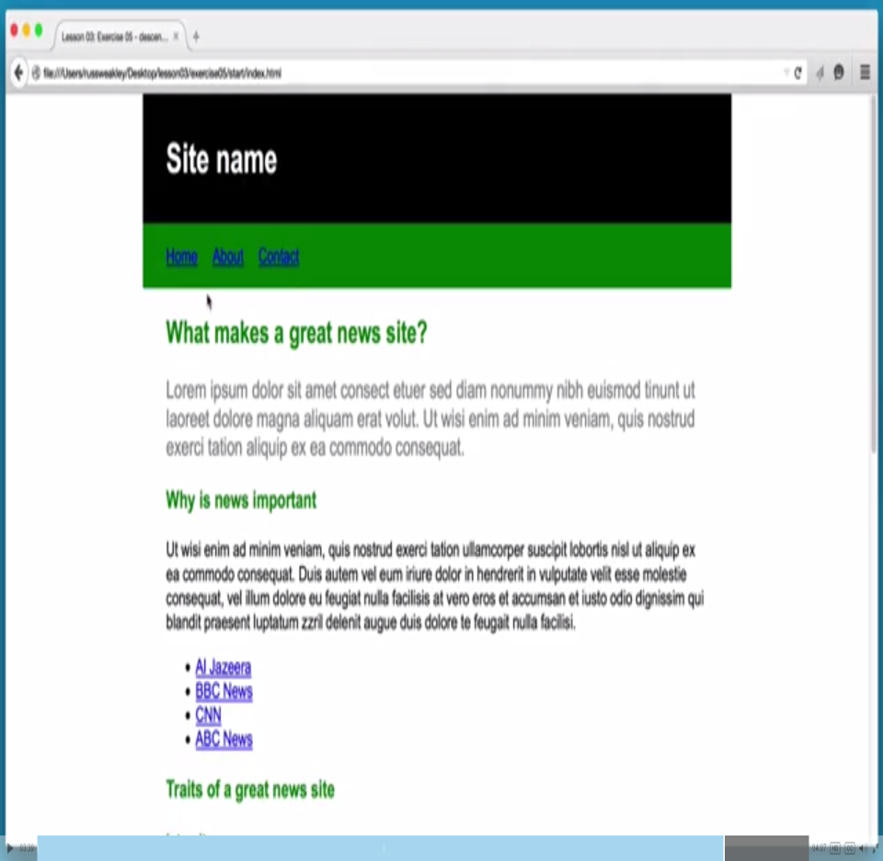 Lesson 03: Exercise 05 - descen...
file:///Users/russweakley/Desktop/lesson03/exercise05/start/index.html
Site name
Home About Contact
What makes a great news site?
Lorem ipsum dolor sit amet consect etuer sed diam nonummy nibh euismod tinunt ut
laoreet dolore magna aliquam erat volut. Ut wisi enim ad minim veniam, quis nostrud
exerci tation aliquip ex ea commodo consequat.
Why is news important
Ut wisi enim ad minim veniam, quis nostrud exerci tation ullamcorper suscipit lobortis nisl ut aliquip ex
ea commodo consequat. Duis autem vel eum iriure dolor in hendrerit in vulputate velit esse molestie
consequat, vel illum dolore eu feugiat nulla facilisis at vero eros et accumsan et iusto odio dignissim qui
blandit praesent luptatum zzril delenit augue duis dolore te feugait nulla facilisi.
• Al Jazeera
• BBC News
• CNN
• ABC News
Traits of a great news site